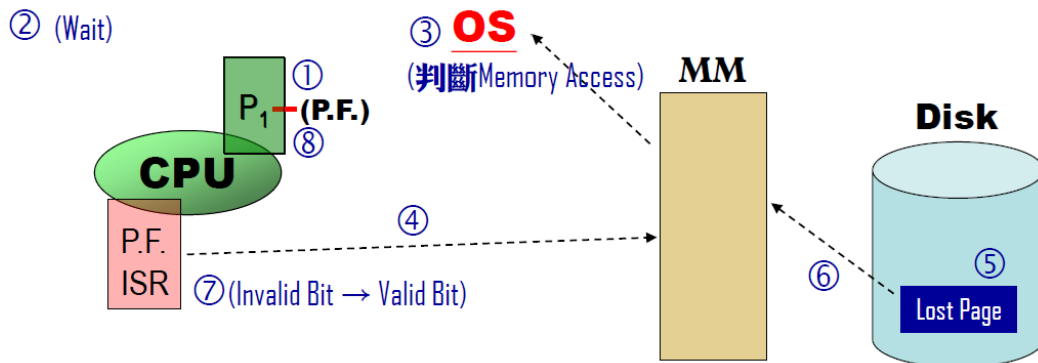 ② (Wait)
③ OS
(判斷Memory Access)
MM
①
P1 (P.F.)
⑧
Disk
CPU
④
P.F.
ISR
⑤
⑥
⑦ (Invalid Bit → Valid Bit)
Lost Page